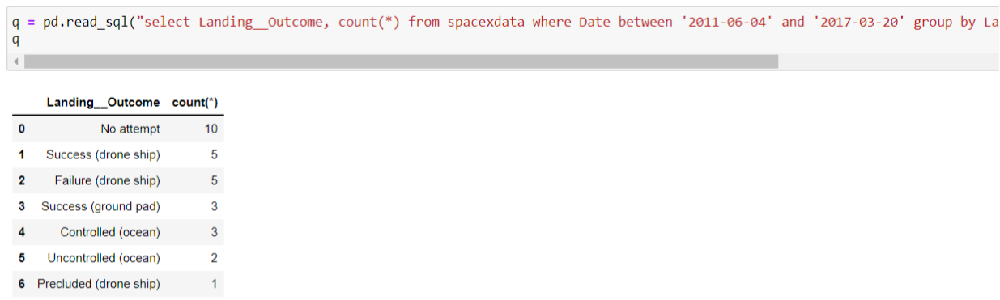 q = pd.read_sql("select Landing__Outcome, count(*) from spacexdata where Date between '2011-06-04' and '2017-03-20' group by La
q
Landing__Outcome count(*)
0 No attempt 10
1 Success (drone ship) 5
2 Failure (drone ship) 5
3 Success (ground pad) 3
4 Controlled (ocean) 3
5 Uncontrolled (ocean) 2
6 Precluded (drone ship) 1